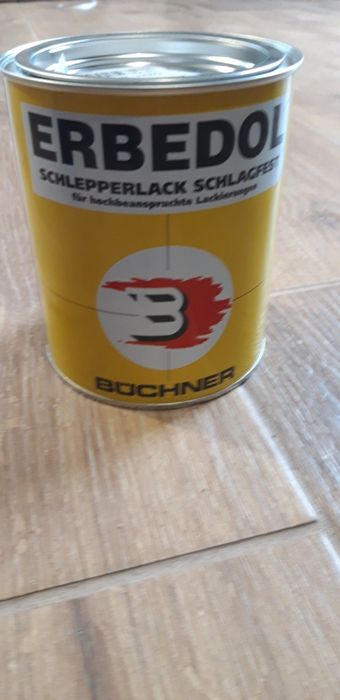 ERBEDOL
SCHLEPPERLACK SCHLAGFEST
für hochbeanspruchte Lackierungen
B
BÜCHNER